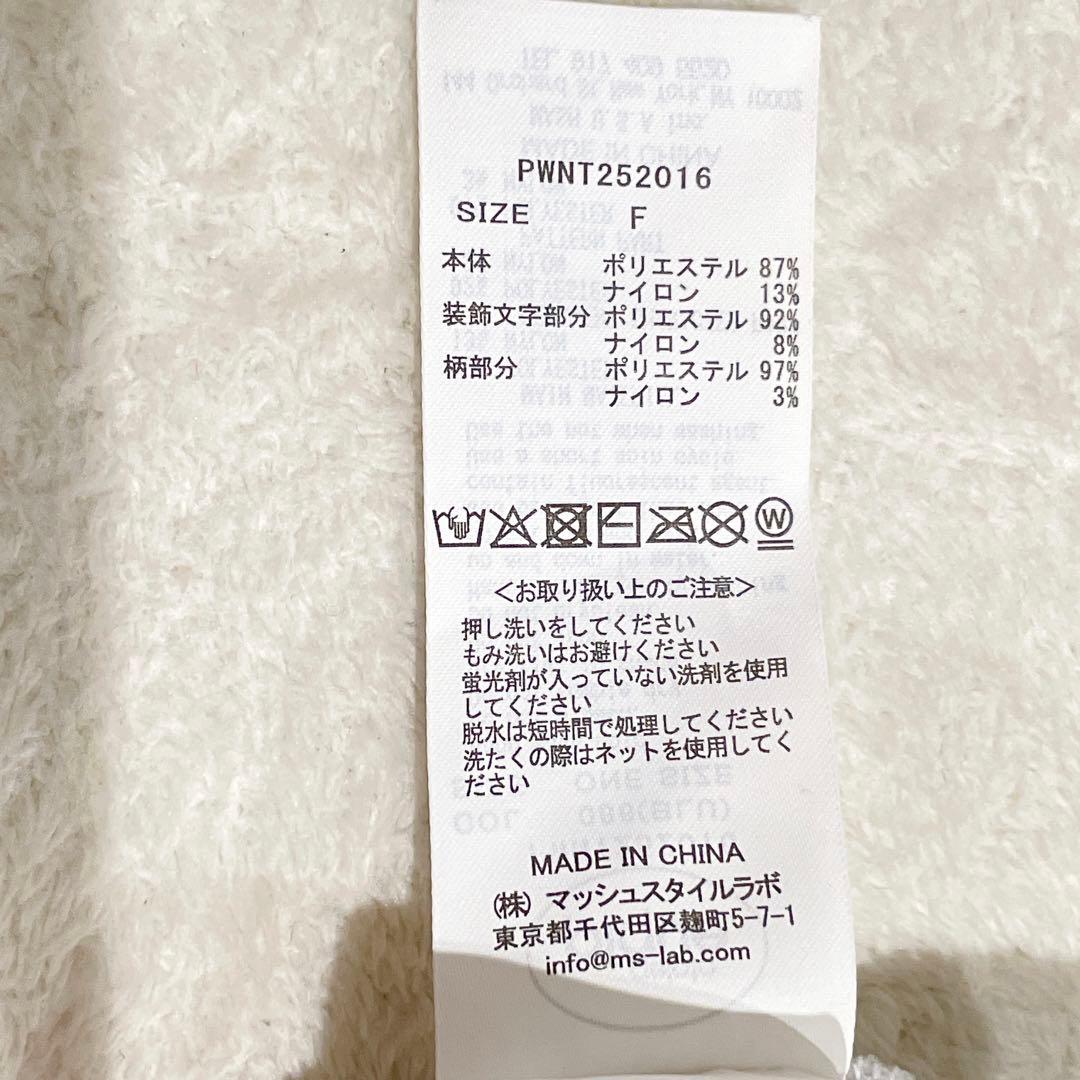 PWNT252016
SIZE F
本体 ポリエステル 87%
ナイロン 13%
装飾文字部分 ポリエステル 92%
ナイロン 8%
柄部分 ポリエステル 97%
ナイロン 3%
W
<お取り扱い上のご注意>
押し洗いをしてください
もみ洗いはお避けください
蛍光剤が入っていない洗剤を使用
してください
脱水は短時間で処理してください
洗たくの際はネットを使用してく
ださい
MADE IN CHINA
(株) マッシュスタイルラボ
東京都千代田区麹町5-7-1
info@ms-lab.com